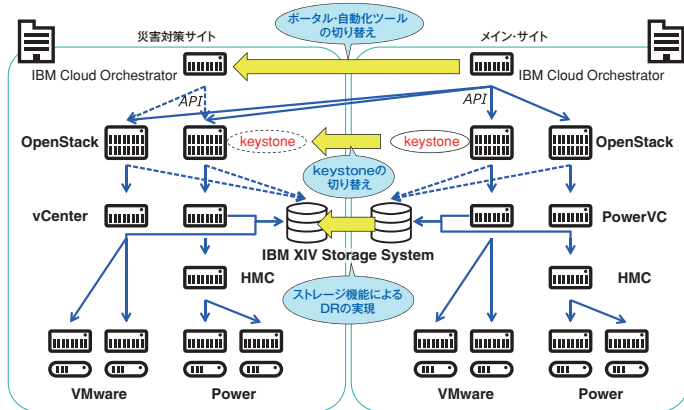 ポータル・自動化ツール
の切り替え
災害対策サイト
メイン・サイト
IBM Cloud Orchestrator
IBM Cloud Orchestrator
API
API
OpenStack
keystone
keystone
OpenStack
keystoneの
切り替え
vCenter
PowerVC
IBM XIV Storage System
HMC
HMC
ストレージ機能による
DRの実現
VMware
Power
VMware
Power